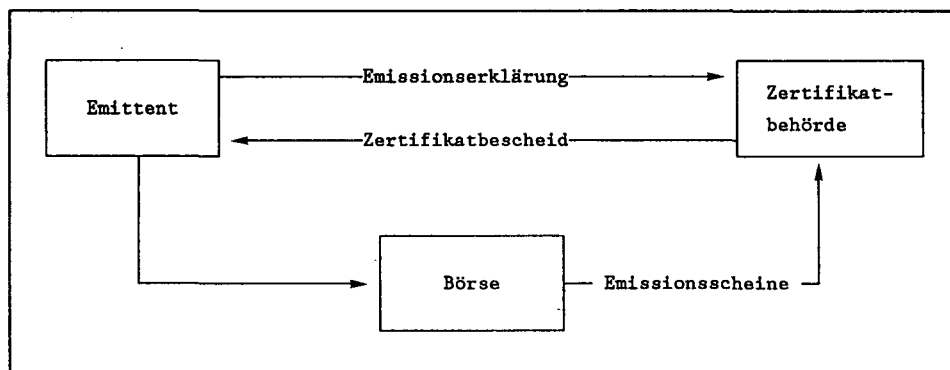 Emissionserklärung
Emittent
Zertifikat-
behörde
Zertifikatbescheid
Börse
Emissionsscheine